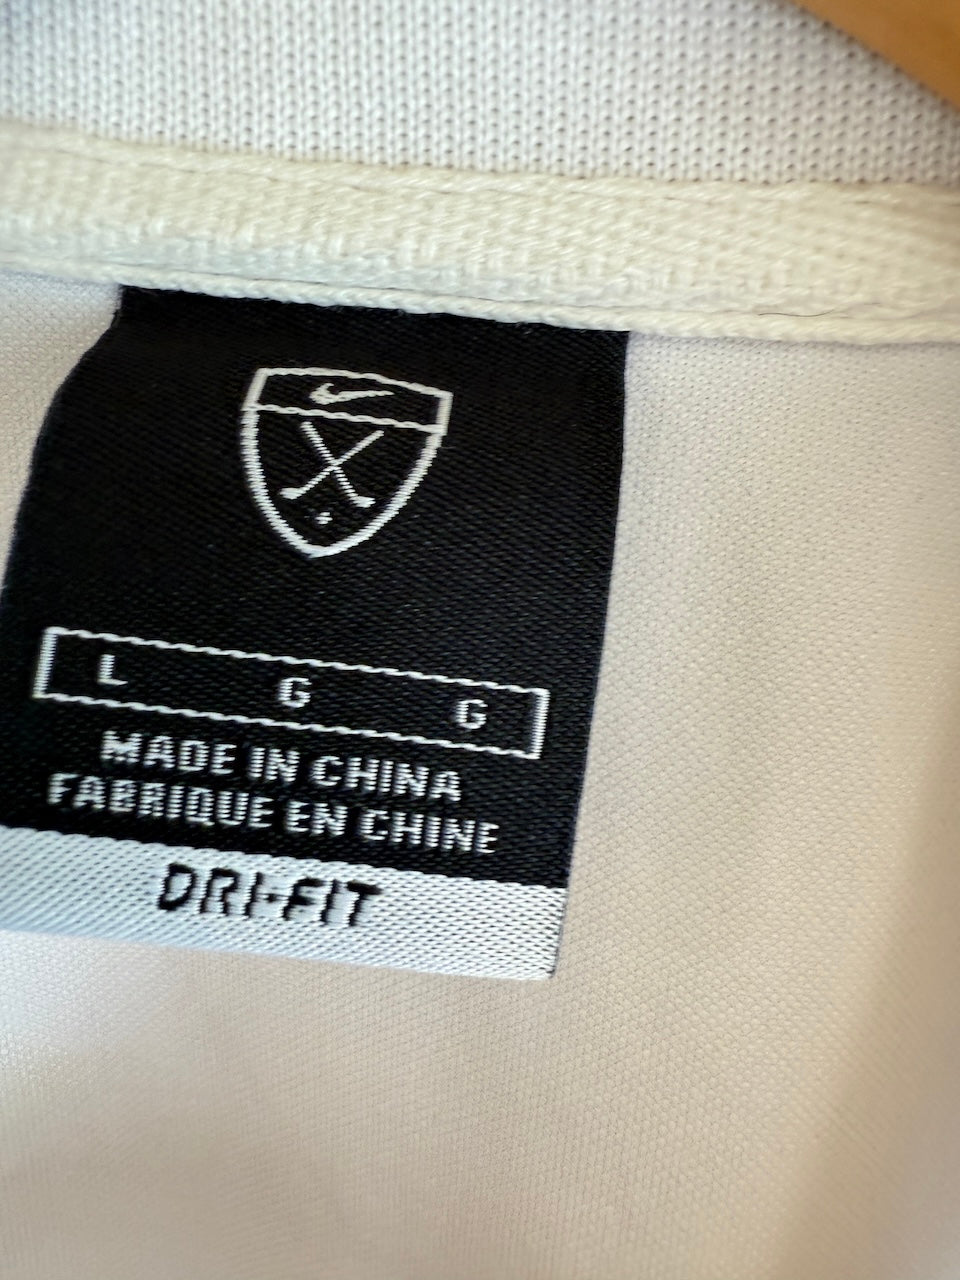 L G G
MADE IN CHINA
FABRIQUE EN CHINE
DRI-FIT